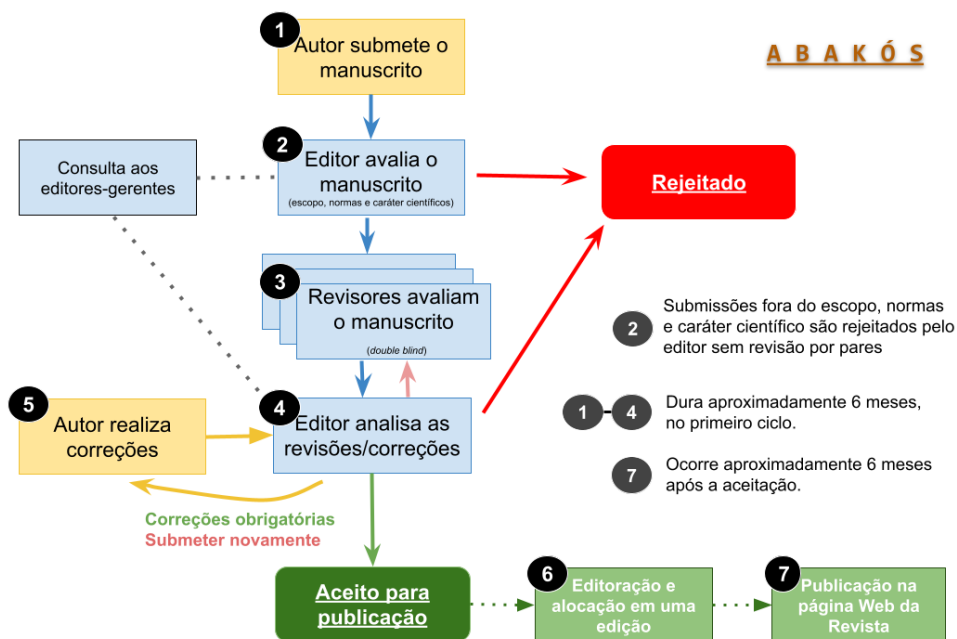 1
Autor submete o
manuscrito
A B A K Ó S
2
Editor avalia o
manuscrito
(escopo, normas e caráter científicos)
Consulta aos
editores-gerentes
Rejeitado
3
Revisores avaliam
o manuscrito
(double blind)
2
Submissões fora do escopo, normas
e caráter científico são rejeitados pelo
editor sem revisão por pares
5
Autor realiza
correções
4
Editor analisa as
revisões/correções
1 - 4
Dura aproximadamente 6 meses,
no primeiro ciclo.
7
Ocorre aproximadamente 6 meses
após a aceitação.
Correções obrigatórias
Submeter novamente
Aceito para
publicação
6
Editoração e
alocação em uma
edição
7
Publicação na
página Web da
Revista